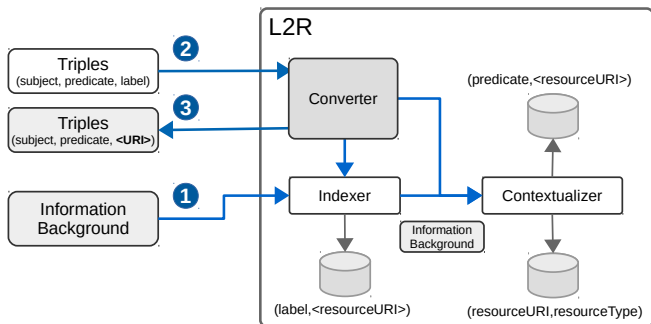 L2R
2
Triples
(subject, predicate, label)
(predicate,<resourceURI>)
Converter
3
Triples
(subject, predicate, <URI>)
1
Information
Background
Indexer
Contextualizer
Information
Background
(label,<resourceURI>)
(resourceURI,resourceType)